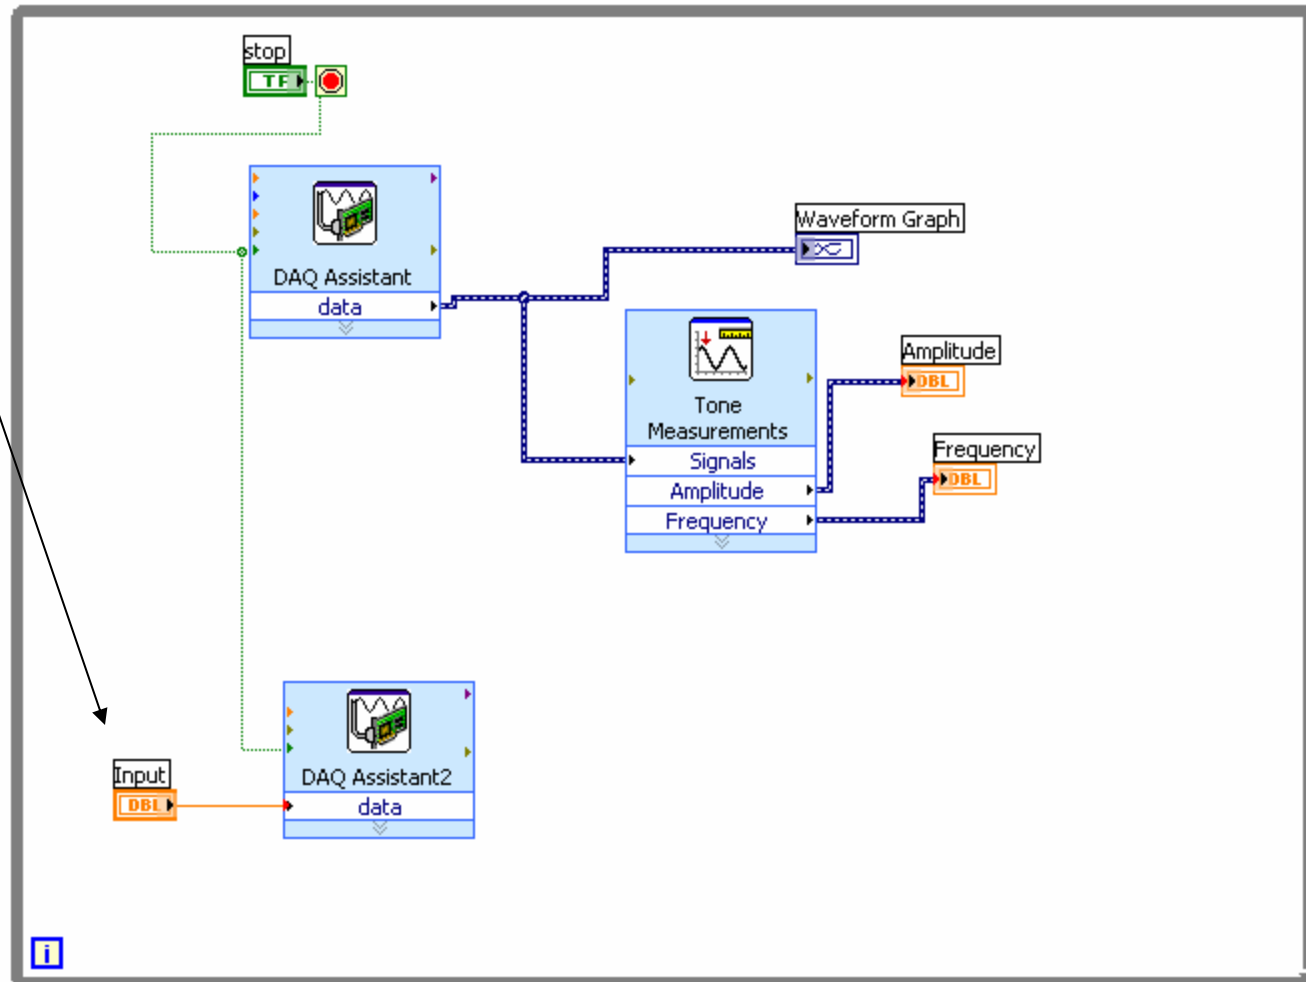 stop
TF
DAQ Assistant
data
Waveform Graph
Tone
Measurements
Signals
Amplitude
Frequency
Amplitude
DBL
Frequency
DBL
DAQ Assistant2
data
Input
DBL
i